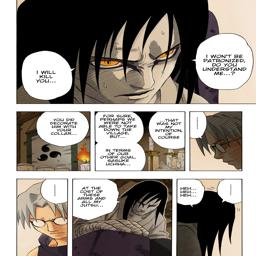 I WON'T BE
PATRONIZED,
DO YOU
UNDERSTAND
ME...?
I WILL
KILL
YOU...
YOU DID
DECORATE
HIM WITH
YOUR
COLLAR...
FOR SURE,
PERHAPS WE
WERE NOT
ABLE TO TAKE
DOWN THE
VILLAGE,
BUT...
IN TERMS
OF OUR
OTHER GOAL,
SASUKE
UCHIHA...
...THAT
WAS NOT
MY
INTENTION,
OF
COURSE
AT THE
COST OF
THESE
ARMS AND
ALL MY
JUTSU...
HEH...
HEH...
HEH...